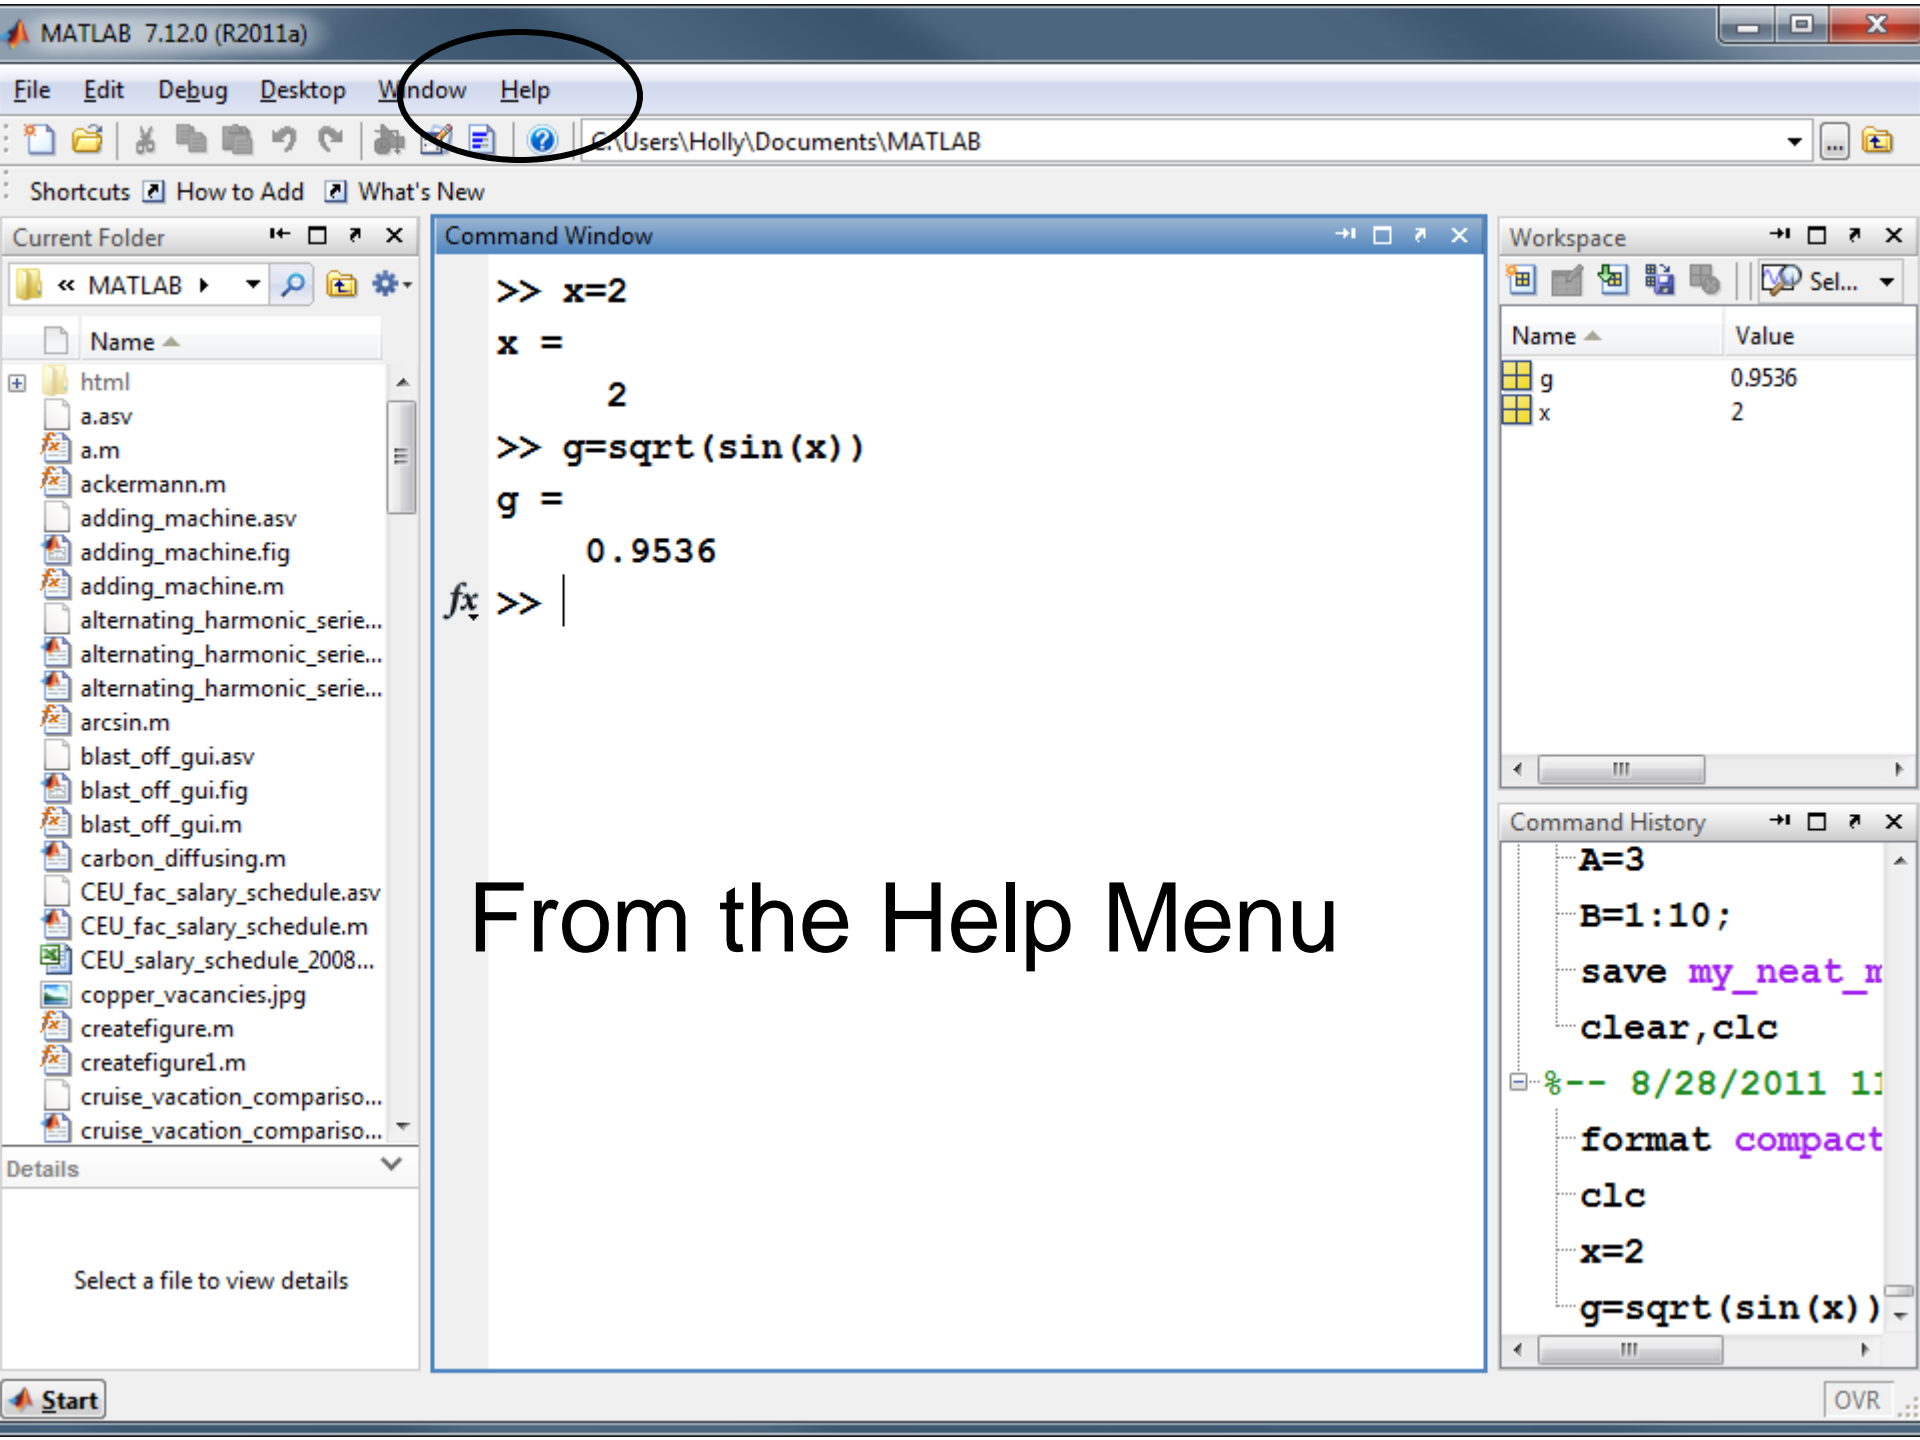 MATLAB 7.12.0 (R2011a)
File Edit Debug Desktop Window Help
C:\Users\Holly\Documents\MATLAB
Shortcuts How to Add What's New
Current Folder
« MATLAB
Name
html
a.asv
a.m
ackermann.m
adding_machine.asv
adding_machine.fig
adding_machine.m
alternating_harmonic_serie...
alternating_harmonic_serie...
alternating_harmonic_serie...
arcsin.m
blast_off_gui.asv
blast_off_gui.fig
blast_off_gui.m
carbon_diffusing.m
CEU_fac_salary_schedule.asv
CEU_fac_salary_schedule.m
CEU_salary_schedule_2008...
copper_vacancies.jpg
createfigure.m
createfigure1.m
cruise_vacation_compariso...
cruise_vacation_compariso...
Details
Select a file to view details
Command Window
>> x=2
x =
2
>> g=sqrt(sin(x))
g =
0.9536
fx >>
From the Help Menu
Workspace
Sel...
Name Value
g 0.9536
x 2
Command History
A=3
B=1:10;
save my_neat_m
clear,clc
%-- 8/28/2011 11
format compact
clc
x=2
g=sqrt(sin(x))
Start
OVR